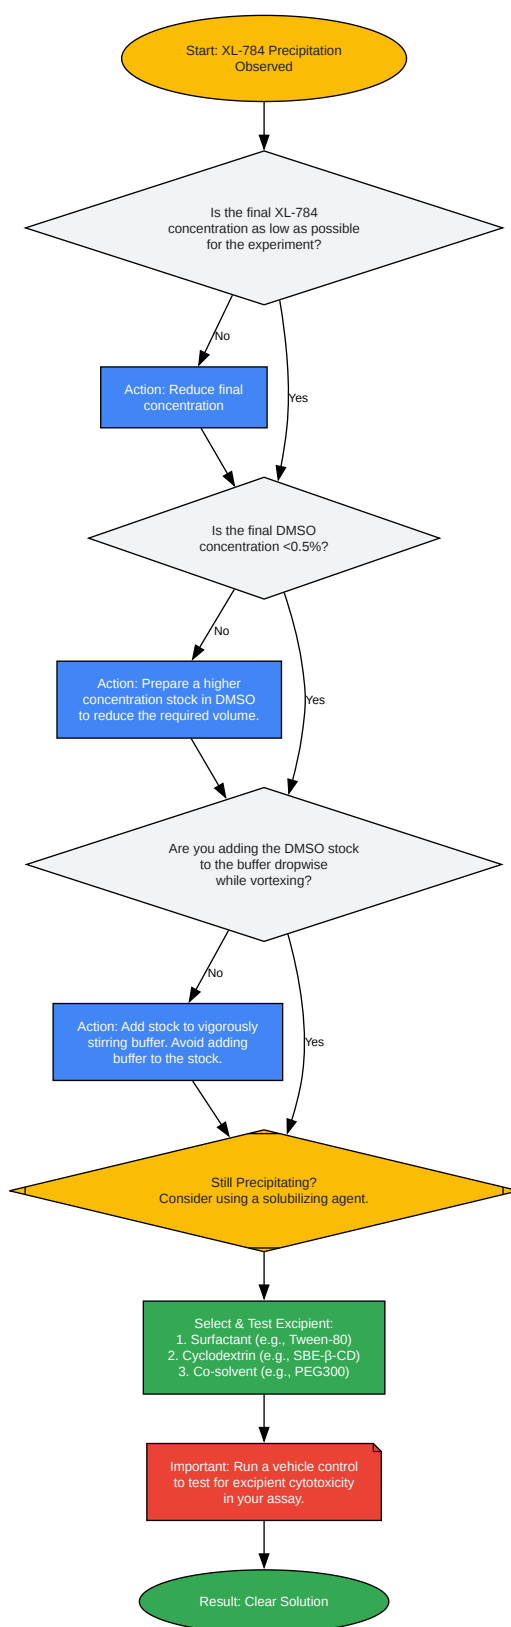 Start: XL-784 Precipitation
Observed
Is the final XL-784
concentration as low as possible
for the experiment?
No
Yes
Action: Reduce final
concentration
Is the final DMSO
concentration <0.5%?
No
Yes
Action: Prepare a higher
concentration stock in DMSO
to reduce the required volume.
Are you adding the DMSO stock
to the buffer dropwise
while vortexing?
No
Yes
Action: Add stock to vigorously
stirring buffer. Avoid adding
buffer to the stock.
Still Precipitating?
Consider using a solubilizing agent.
Select & Test Excipient:
1. Surfactant (e.g., Tween-80)
2. Cyclodextrin (e.g., SBE-β-CD)
3. Co-solvent (e.g., PEG300)
Important: Run a vehicle control
to test for excipient cytotoxicity
in your assay.
Result: Clear Solution